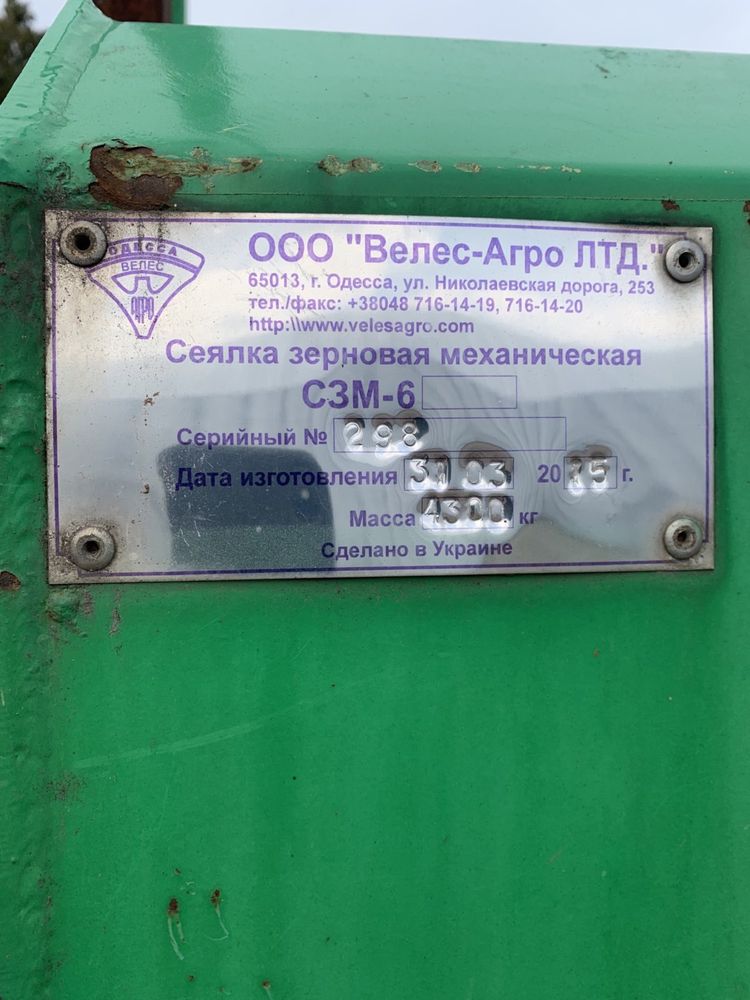 ОДЕССА
ВЕЛЕС
АГРО
ООО "Велес-Агро ЛТД."
65013, г. Одесса, ул. Николаевская дорога, 253
тел./факс: +38048 716-14-19, 716-14-20
http:\\www.velesagro.com
Сеялка зерновая механическая
СЗМ-6
Серийный № 298
Дата изготовления 31 03 2015 г.
Масса 4300 кг
Сделано в Украине